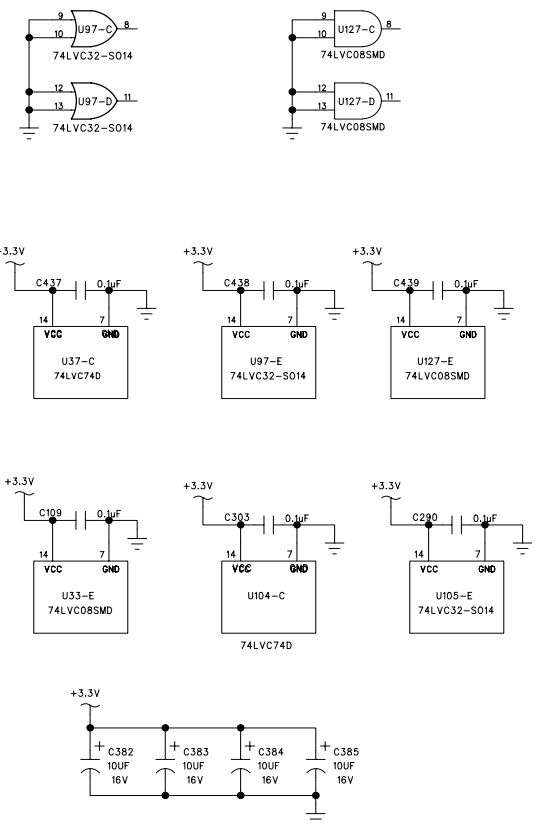 9
U97-C
8
10
74LVC32-SO14
12
U97-D
11
13
74LVC32-SO14
9
U127-C
8
10
74LVC08SMD
12
U127-D
11
13
74LVC08SMD
+3.3V
C437
0.1uF
14
7
VCC
GND
U37-C
74LVC74D
+3.3V
C438
0.1uF
14
7
VCC
GND
U97-E
74LVC32-SO14
+3.3V
C439
0.1uF
14
7
VCC
GND
U127-E
74LVC08SMD
+3.3V
C109
0.1uF
14
7
VCC
GND
U33-E
74LVC08SMD
+3.3V
C303
0.1uF
14
7
VCC
GND
U104-C
74LVC74D
+3.3V
C290
0.1uF
14
7
VCC
GND
U105-E
74LVC32-SO14
+3.3V
+
C382
10UF
16V
+
C383
10UF
16V
+
C384
10UF
16V
+
C385
10UF
16V